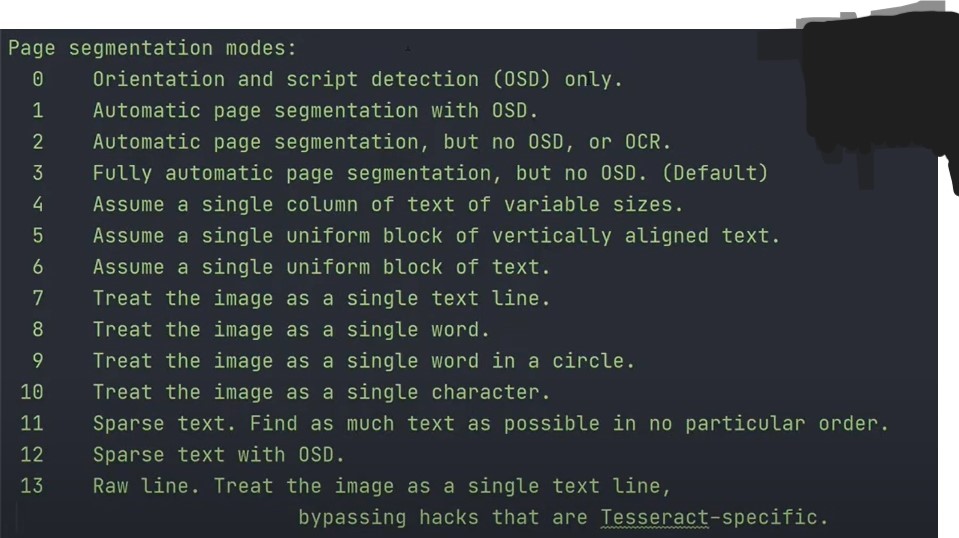 Page segmentation modes:
0 Orientation and script detection (OSD) only.
1 Automatic page segmentation with OSD.
2 Automatic page segmentation, but no OSD, or OCR.
3 Fully automatic page segmentation, but no OSD. (Default)
4 Assume a single column of text of variable sizes.
5 Assume a single uniform block of vertically aligned text.
6 Assume a single uniform block of text.
7 Treat the image as a single text line.
8 Treat the image as a single word.
9 Treat the image as a single word in a circle.
10 Treat the image as a single character.
11 Sparse text. Find as much text as possible in no particular order.
12 Sparse text with OSD.
13 Raw line. Treat the image as a single text line,
bypassing hacks that are Tesseract-specific.